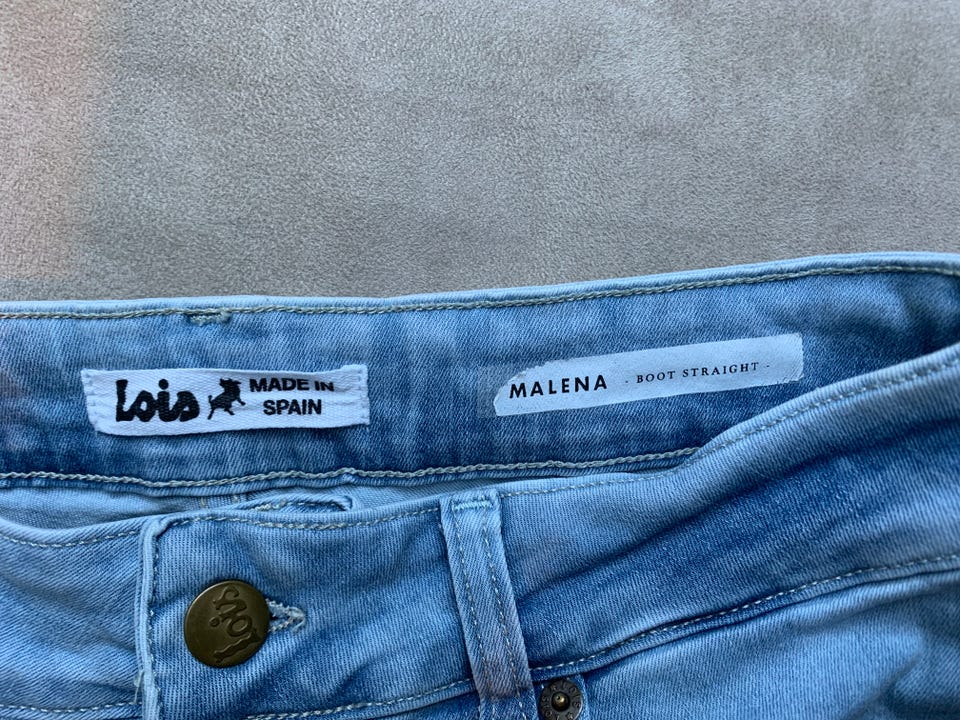 Lois MADE IN
SPAIN
MALENA - BOOT STRAIGHT -
Lois